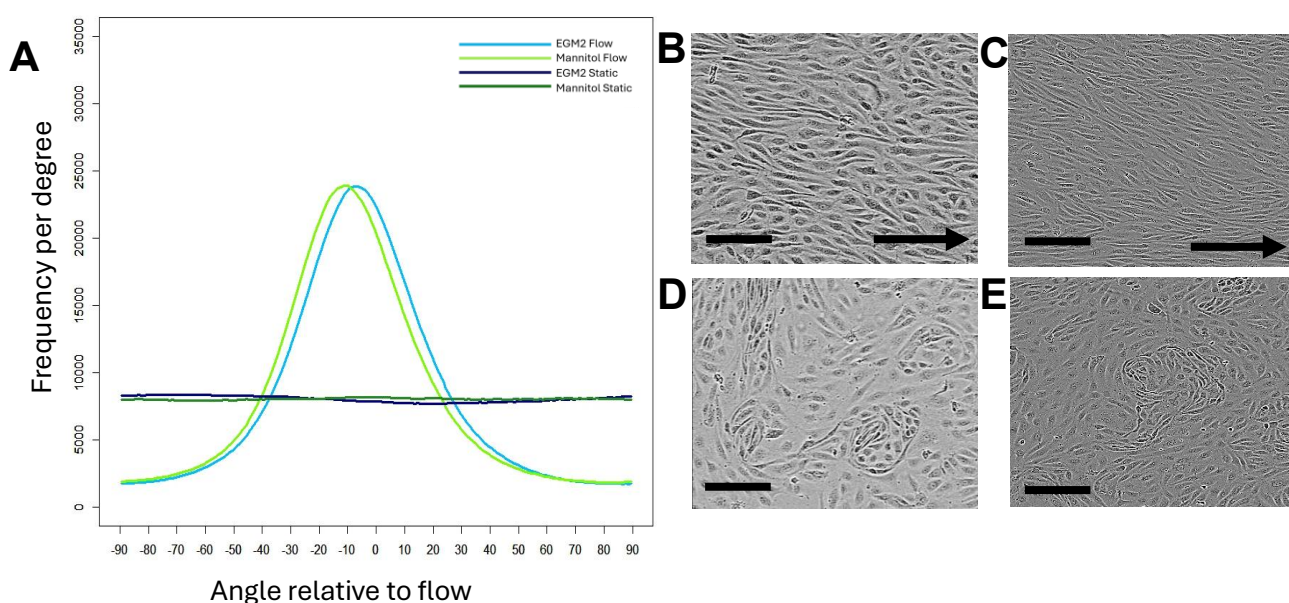 A
35000
30000
25000
20000
15000
10000
50000
0
Frequency per degree
EGM2 Flow
Mannitol Flow
EGM2 Static
Mannitol Static
-90 -80 -70 -60 -50 -40 -30 -20 -10 0 10 20 30 40 50 60 70 80 90
Angle relative to flow
B
C
D
E